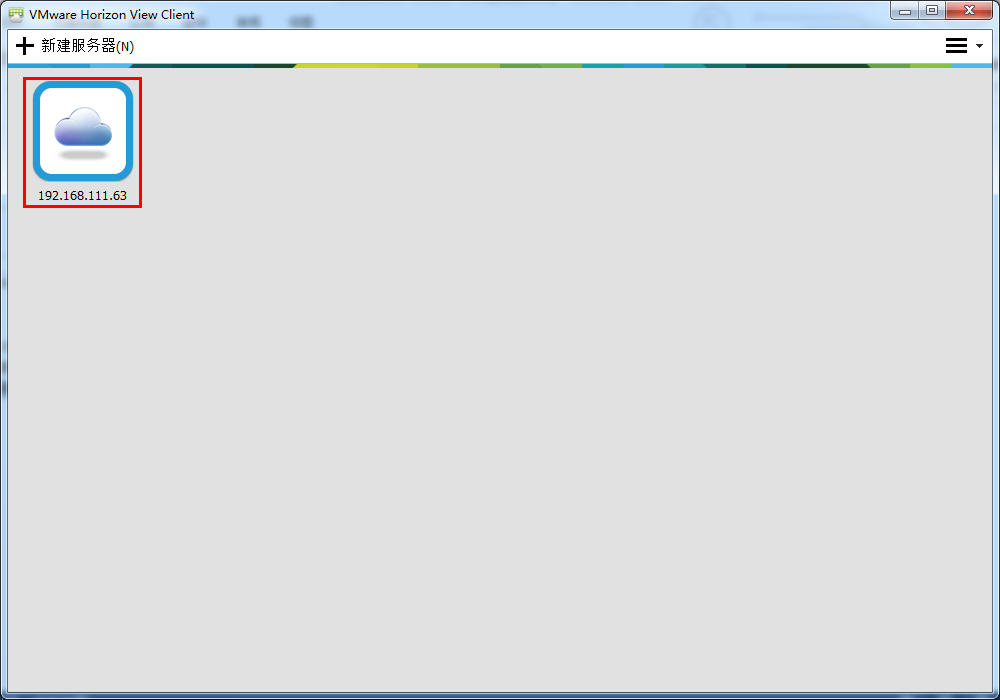 VMware Horizon View Client
新建服务器(N)
192.168.111.63